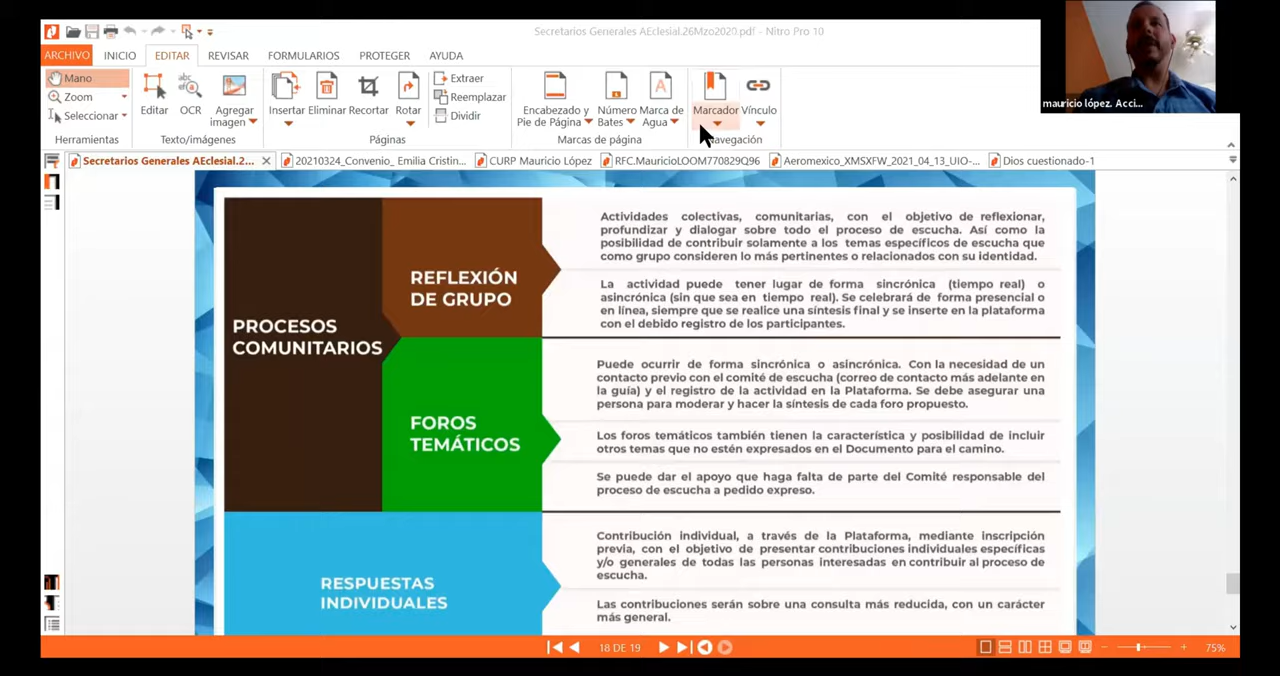 Secretarios Generales AEclesial.26Mzo2020.pdf - Nitro Pro 10
ARCHIVO INICIO EDITAR REVISAR FORMULARIOS PROTEGER AYUDA
Mano
Zoom
Seleccionar
Herramientas
Editar
OCR
Agregar
imagen
Texto/imágenes
Insertar
Eliminar
Recortar
Rotar
Extraer
Reemplazar
Dividir
Páginas
Encabezado y
Pie de Página
Número
Bates
Marca de
Agua
Marcas de página
Marcador
Vínculo
mauricio lópez. Acci...
Secretarios Generales AEclesial.2...
20210324_Convenio_ Emilia Cristin...
CURP Mauricio López
RFC.MauricioLOOM770829Q96
Aeromexico_XMSXFW_2021_04_13_UIO-...
Dios cuestionado-1
PROCESOS
COMUNITARIOS
REFLEXIÓN
DE GRUPO
Actividades colectivas, comunitarias, con el objetivo de reflexionar,
profundizar y dialogar sobre todo el proceso de escucha. Así como la
posibilidad de contribuir solamente a los temas específicos de escucha que
como grupo consideren lo más pertinentes o relacionados con su identidad.
La actividad puede tener lugar de forma sincrónica (tiempo real) o
asincrónica (sin que sea en tiempo real). Se celebrará de forma presencial o
en línea, siempre que se realice una síntesis final y se inserte en la plataforma
con el debido registro de los participantes.
FOROS
TEMÁTICOS
Puede ocurrir de forma sincrónica o asincrónica. Con la necesidad de un
contacto previo con el comité de escucha (correo de contacto más adelante en
la guía) y el registro de la actividad en la Plataforma. Se debe asegurar una
persona para moderar y hacer la síntesis de cada foro propuesto.
Los foros temáticos también tienen la característica y posibilidad de incluir
otros temas que no estén expresados en el Documento para el camino.
Se puede dar el apoyo que haga falta de parte del Comité responsable del
proceso de escucha a pedido expreso.
RESPUESTAS
INDIVIDUALES
Contribución individual, a través de la Plataforma, mediante inscripción
previa, con el objetivo de presentar contribuciones individuales específicas
y/o generales de todas las personas interesadas en contribuir al proceso de
escucha.
Las contribuciones serán sobre una consulta más reducida, con un carácter
más general.
18 DE 19
75%